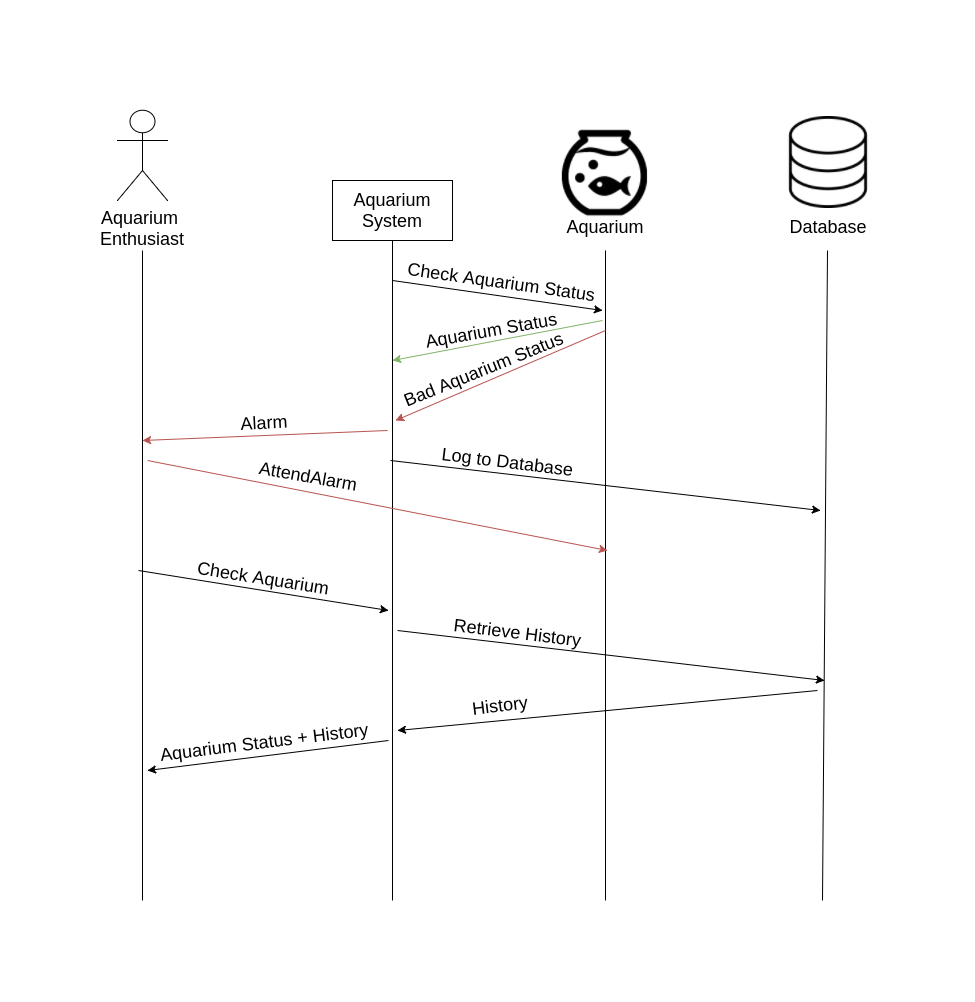 Aquarium
Enthusiast
Aquarium
System
Aquarium
Database
Check Aquarium Status
Aquarium Status
Bad Aquarium Status
Alarm
Log to Database
AttendAlarm
Check Aquarium
Retrieve History
History
Aquarium Status + History